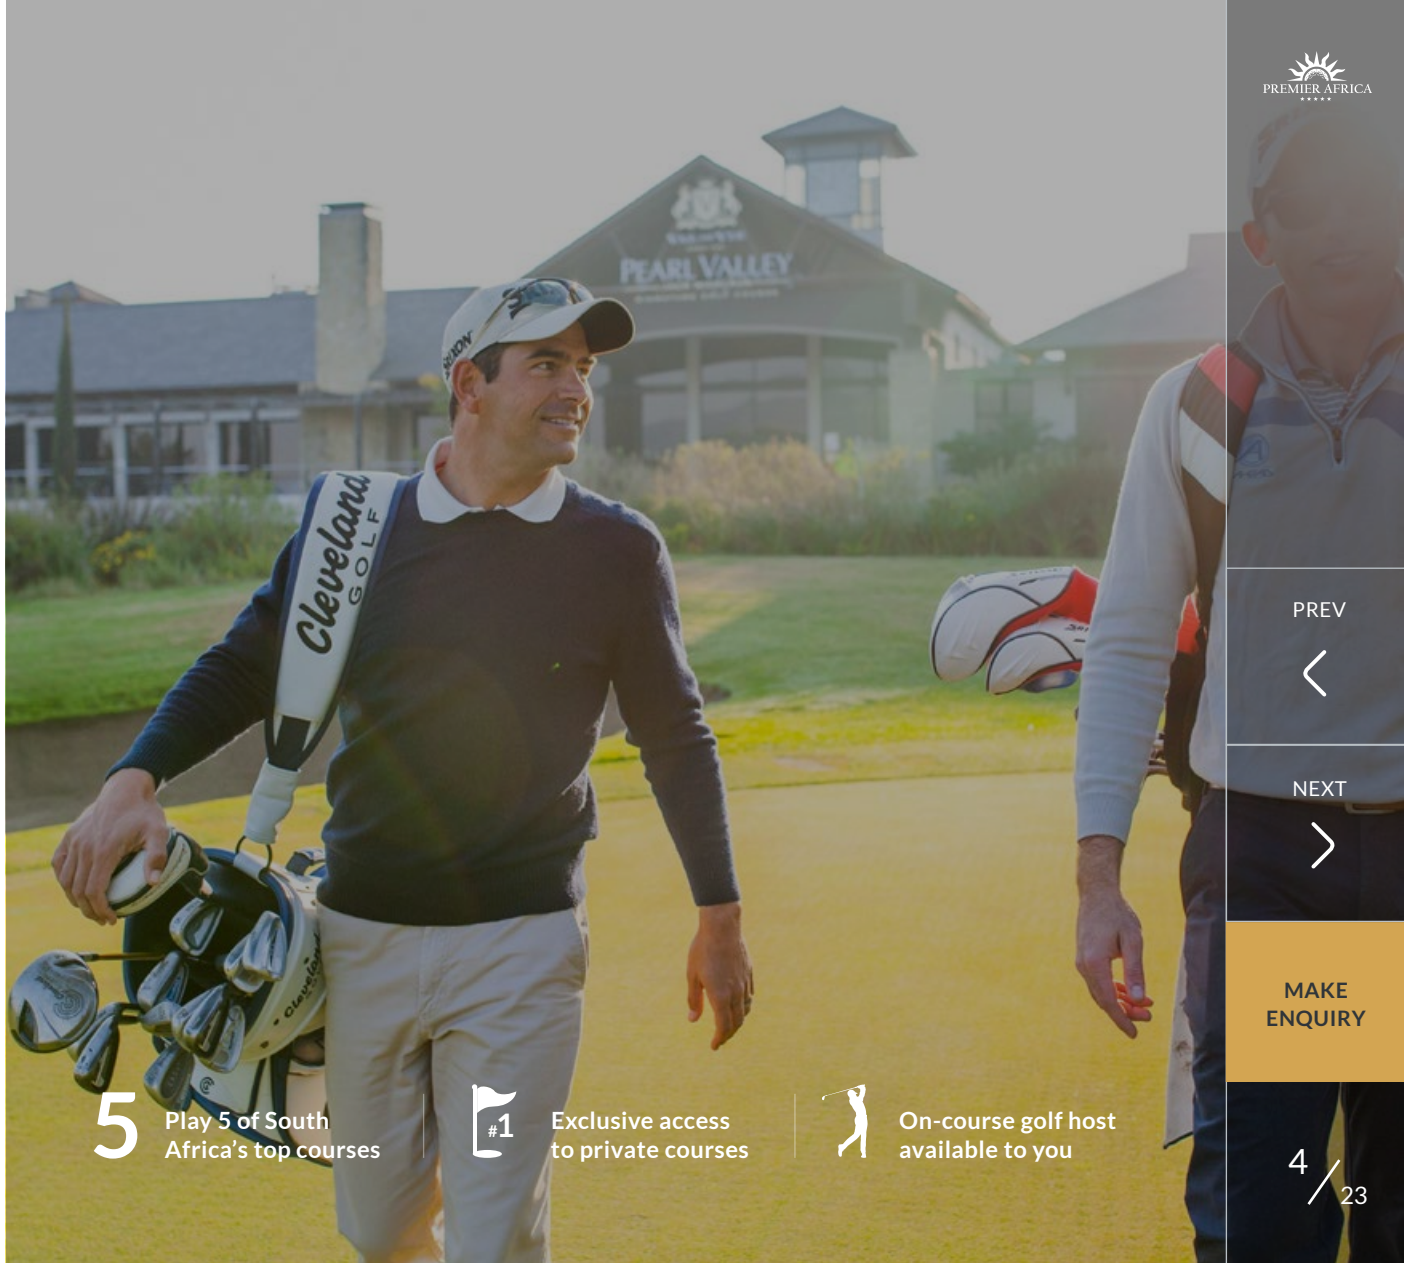 PREMIER AFRICA
PEARL VALLEY
Cleveland
GOLF
Cleveland
PREV
NEXT
MAKE
ENQUIRY
5
Play 5 of South
Africa’s top courses
#1
Exclusive access
to private courses
On-course golf host
available to you
4/23